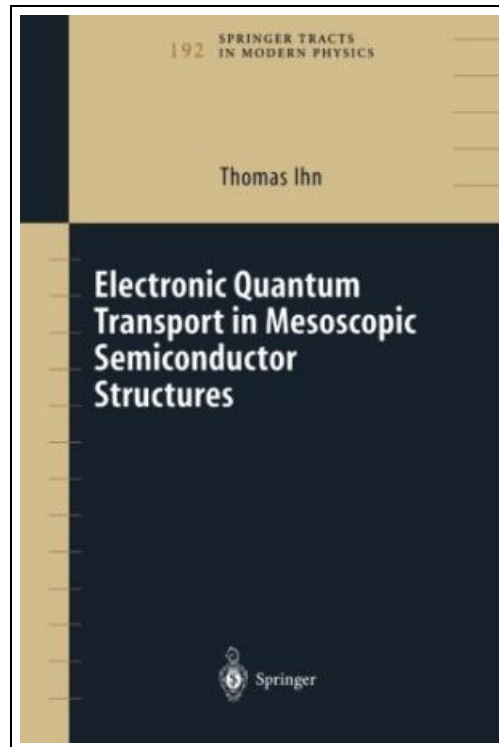 192 SPRINGER TRACTS
IN MODERN PHYSICS
Thomas Ihn
Electronic Quantum
Transport in Mesoscopic
Semiconductor
Structures
Springer